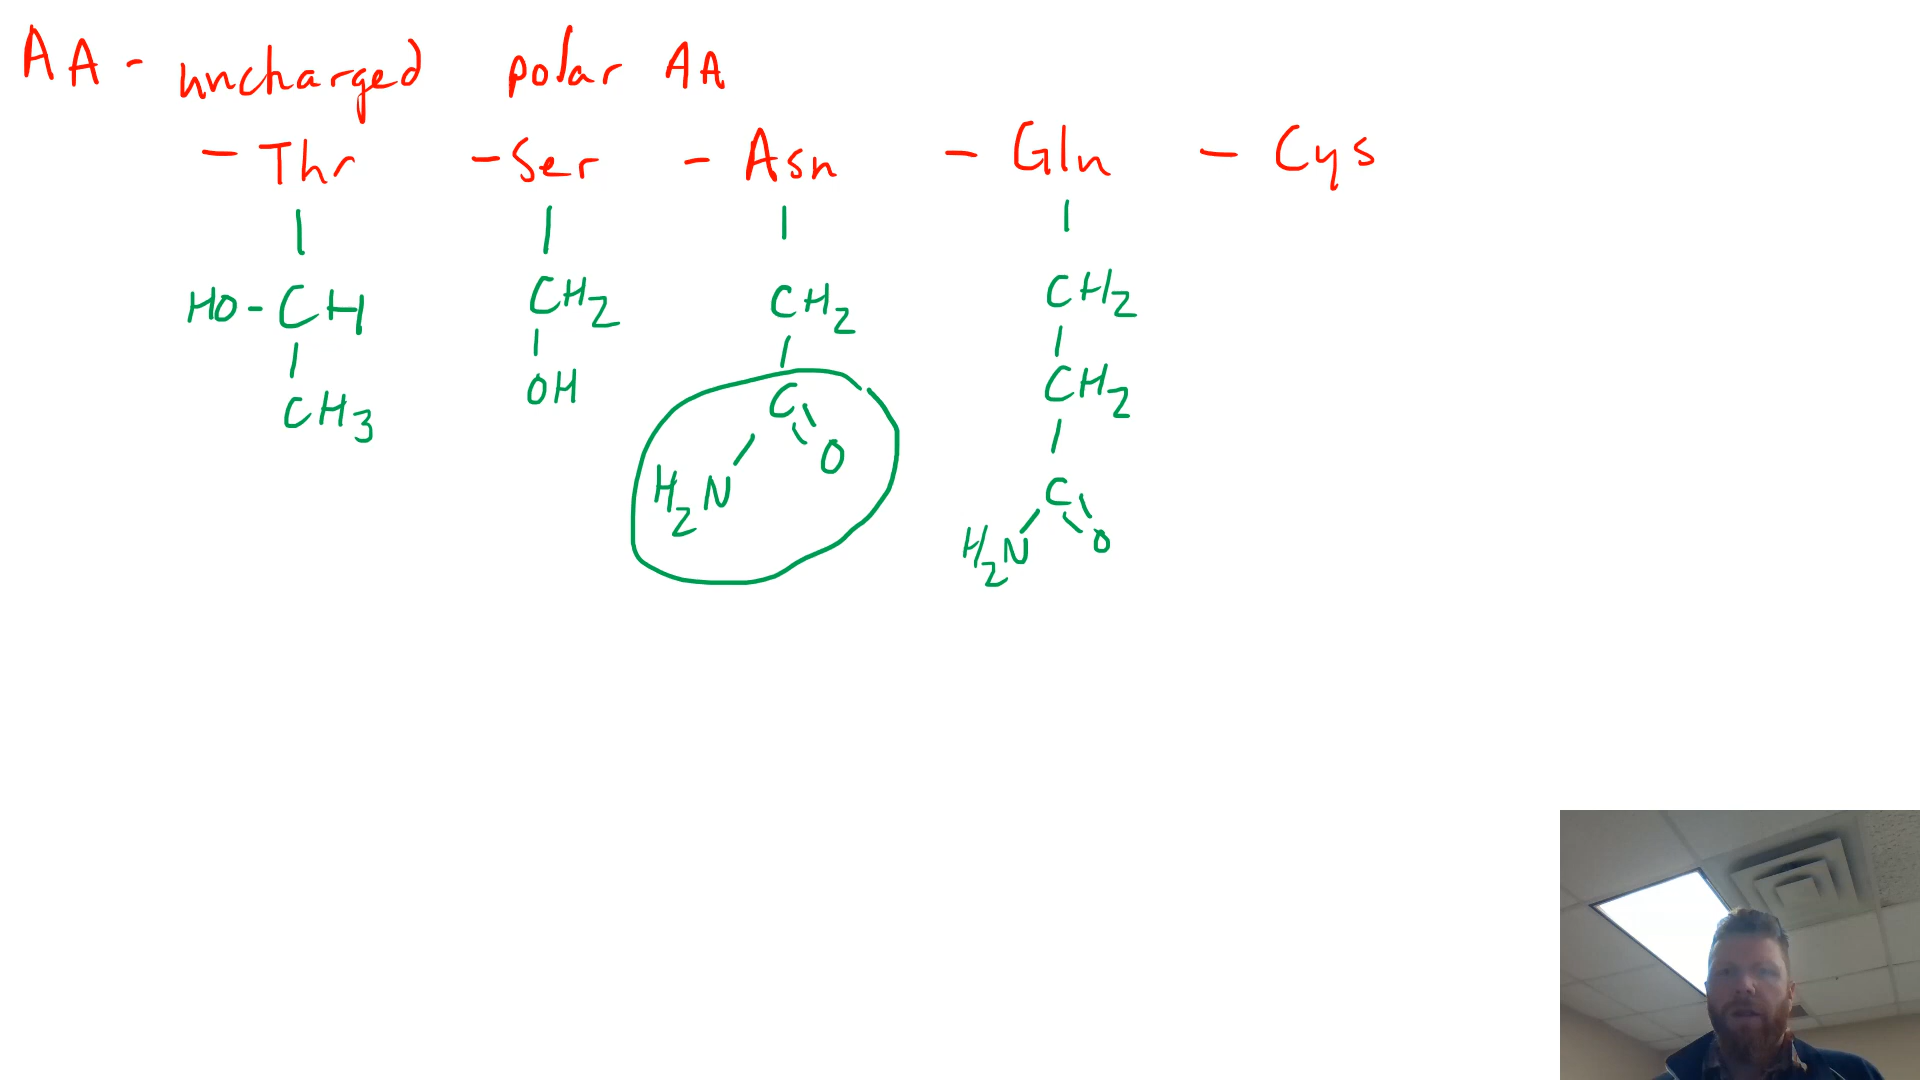 AA - uncharged polar AA
- Thr - Ser - Asn - Gln - Cys
HO-CH CH2 CH2 CH2
CH3 OH C CH2
H2N O C
H2N O